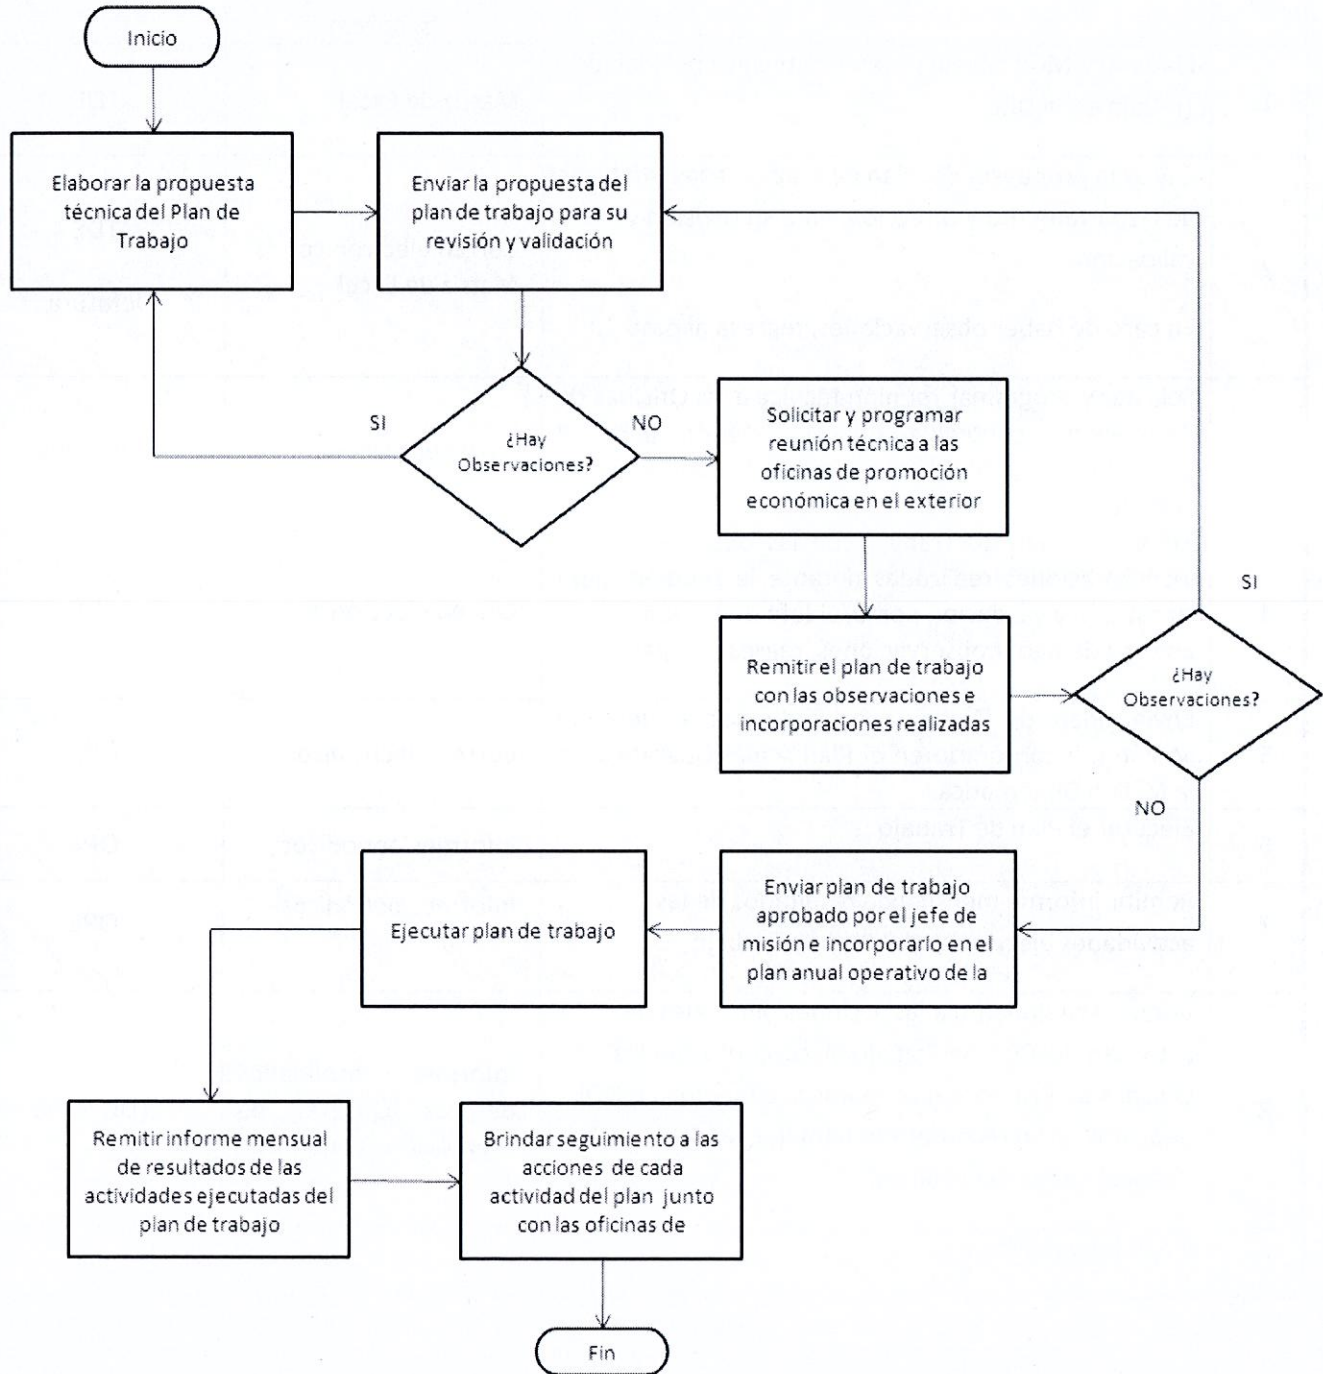 Inicio
Elaborar la propuesta
técnica del Plan de
Trabajo
Enviar la propuesta del
plan de trabajo para su
revisión y validación
SI
¿Hay
Observaciones?
NO
Solicitar y programar
reunión técnica a las
oficinas de promoción
económica en el exterior
Remitir el plan de trabajo
con las observaciones e
incorporaciones realizadas
SI
¿Hay
Observaciones?
NO
Enviar plan de trabajo
aprobado por el jefe de
misión e incorporarlo en el
plan anual operativo de la
Ejecutar plan de trabajo
Remitir informe mensual
de resultados de las
actividades ejecutadas del
plan de trabajo
Brindar seguimiento a las
acciones de cada
actividad del plan junto
con las oficinas de
Fin